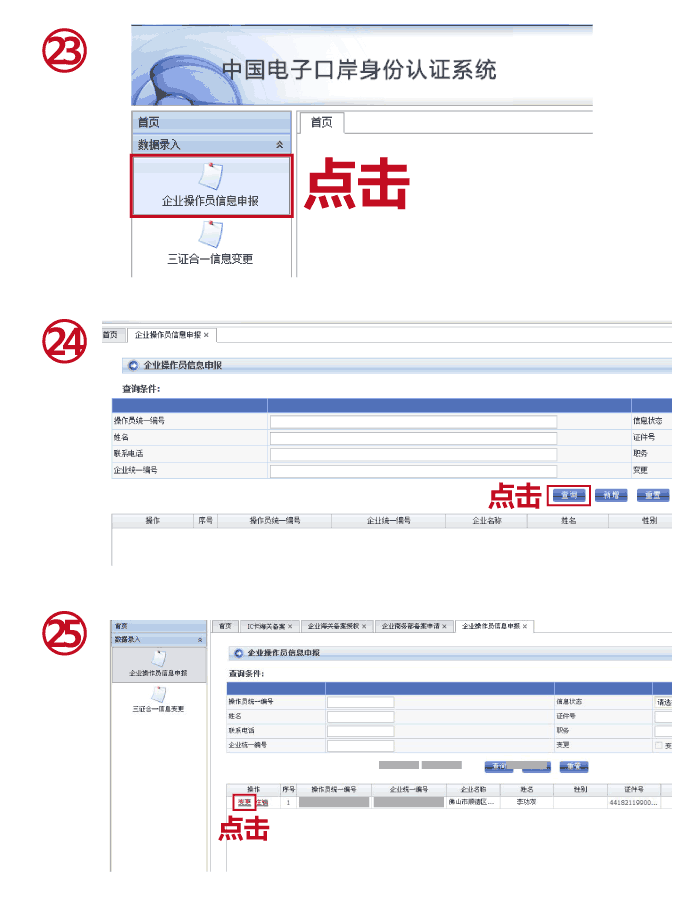 23
中国电子口岸身份认证系统
首页
首页
数据录入
企业操作员信息申报
点击
三证合一信息变更
24
首页 企业操作员信息申报 ×
企业操作员信息申报
查询条件:
操作员统一编号 信息状态
姓名 证件号
联系电话 职务
企业统一编号 变更
点击 查询 新增 重置
操作 序号 操作员统一编号 企业统一编号 企业名称 姓名 性别
25
首页
数据录入
企业操作员信息申报
三证合一信息变更
首页 IC卡海关备案 × 企业海关备案授权 × 企业商务部备案申请 × 企业操作员信息申报 ×
企业操作员信息申报
查询条件:
操作员统一编号 信息状态 请选
姓名 证件号
联系电话 职务
企业统一编号 变更 变
查询 重置
操作 序号 操作员统一编号 企业统一编号 企业名称 姓名 性别 证件号
变更 注销 1 佛山市顺德区... 44182119900...
点击